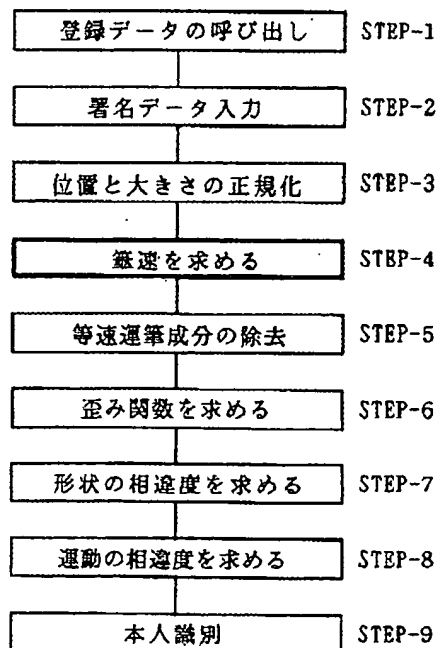 登録データの呼び出し STEP-1
署名データ入力 STEP-2
位置と大きさの正規化 STEP-3
筆速を求める STEP-4
等速運筆成分の除去 STEP-5
歪み関数を求める STEP-6
形状の相違度を求める STEP-7
運動の相違度を求める STEP-8
本人識別 STEP-9